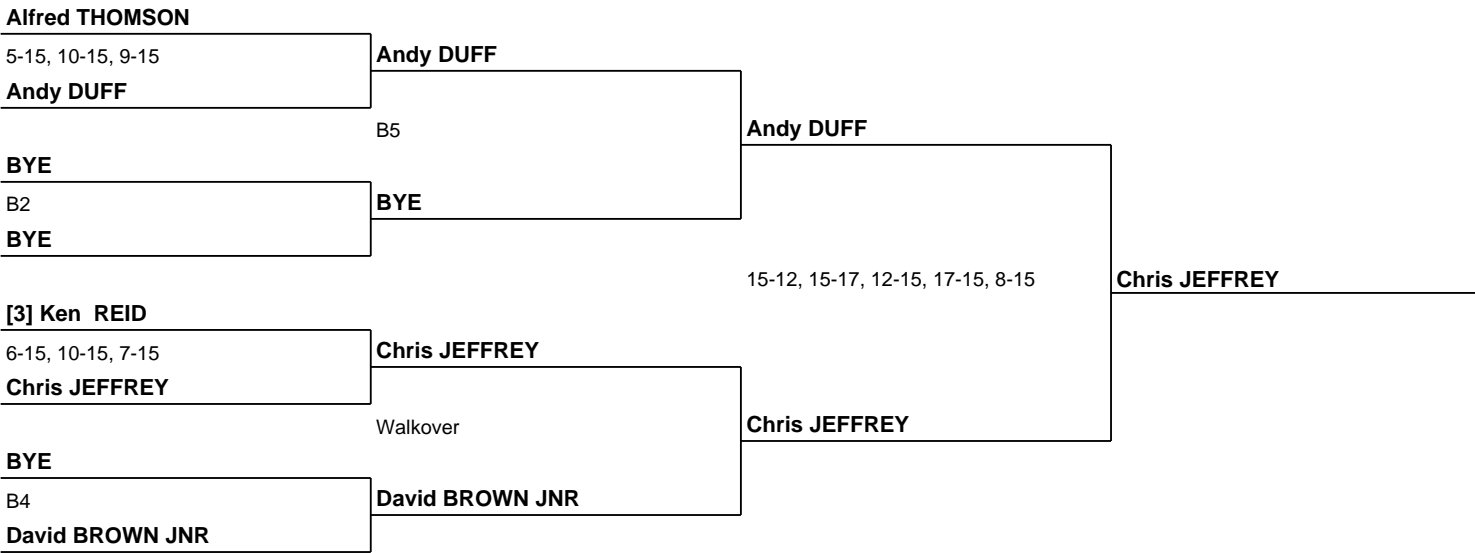 Alfred THOMSON
5-15, 10-15, 9-15
Andy DUFF
Andy DUFF
B5
Andy DUFF
BYE
B2
BYE
BYE
15-12, 15-17, 12-15, 17-15, 8-15
Chris JEFFREY
[3] Ken  REID
6-15, 10-15, 7-15
Chris JEFFREY
Chris JEFFREY
Walkover
Chris JEFFREY
BYE
B4
David BROWN JNR
David BROWN JNR